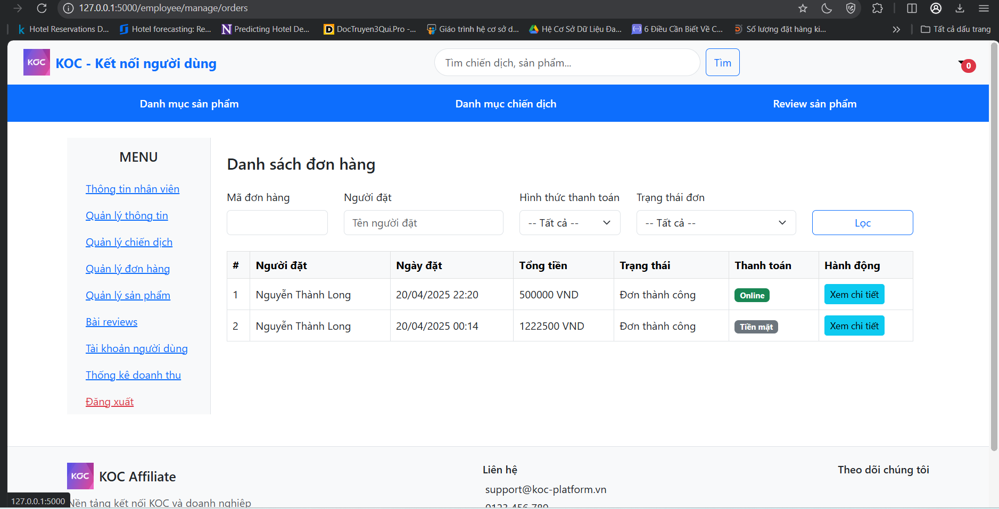 127.0.0.1:5000/employee/manage/orders
Hotel Reservations D... Hotel forecasting: Re... Predicting Hotel De... DocTruyen3Qui.Pro -... Giáo trình hệ cơ sở d... Hệ Cơ Sở Dữ Liệu Đa... 6 Điều Cần Biết Về C... Số lượng đặt hàng ki... Tất cả dấu trang
KOC KOC - Kết nối người dùng Tìm chiến dịch, sản phẩm... Tìm 0
Danh mục sản phẩm Danh mục chiến dịch Review sản phẩm
MENU
Thông tin nhân viên
Quản lý thông tin
Quản lý chiến dịch
Quản lý đơn hàng
Quản lý sản phẩm
Bài reviews
Tài khoản người dùng
Thống kê doanh thu
Đăng xuất
Danh sách đơn hàng
Mã đơn hàng Người đặt Hình thức thanh toán Trạng thái đơn
Tên người đặt -- Tất cả -- -- Tất cả -- Lọc
# Người đặt Ngày đặt Tổng tiền Trạng thái Thanh toán Hành động
1 Nguyễn Thành Long 20/04/2025 22:20 500000 VND Đơn thành công Online Xem chi tiết
2 Nguyễn Thành Long 20/04/2025 00:14 1222500 VND Đơn thành công Tiền mặt Xem chi tiết
KOC KOC Affiliate
Nền tảng kết nối KOC và doanh nghiệp
Liên hệ
support@koc-platform.vn
0123 456 789
Theo dõi chúng tôi
127.0.0.1:5000